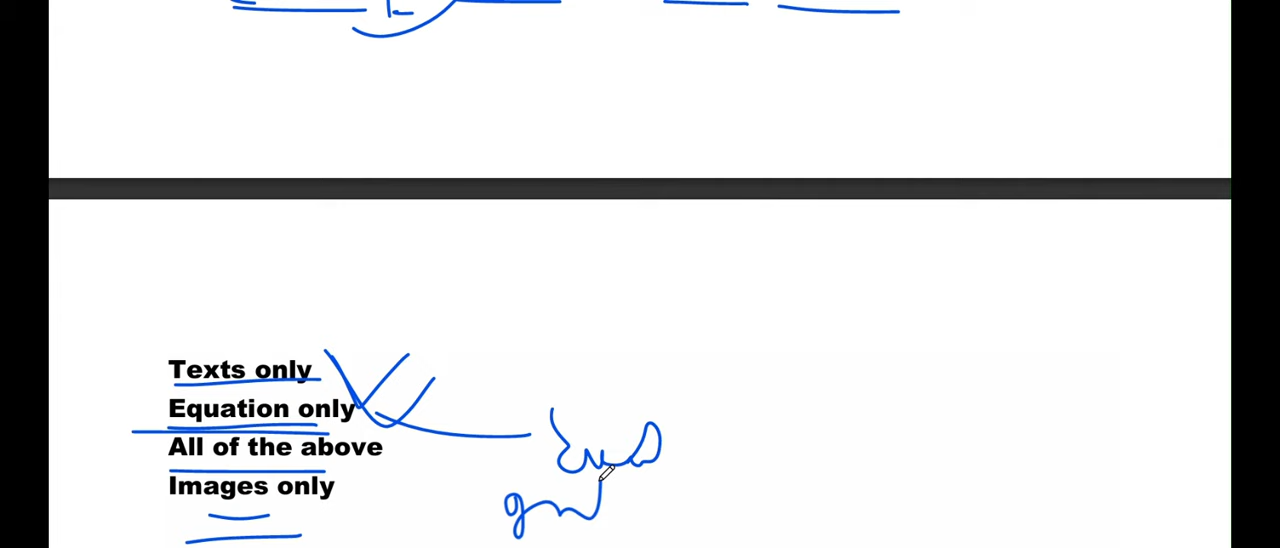 Texts only
Equation only
All of the above
Images only